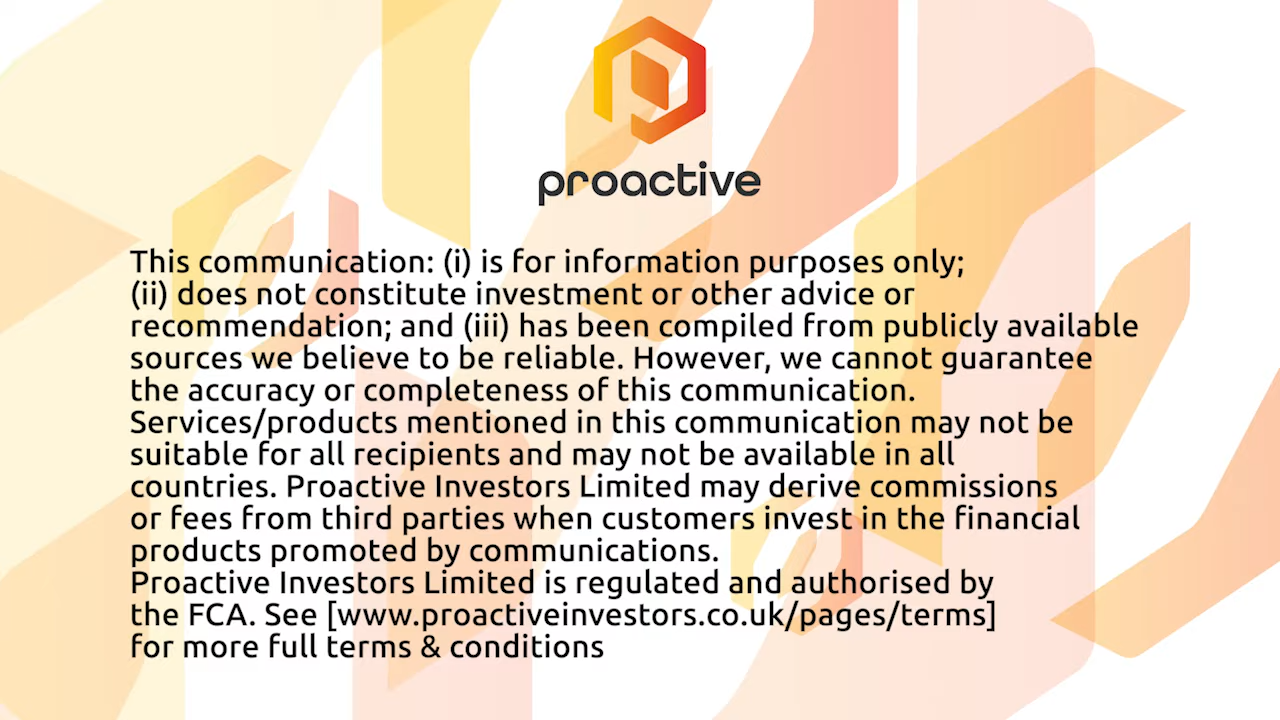 proactive
This communication: (i) is for information purposes only;
(ii) does not constitute investment or other advice or
recommendation; and (iii) has been compiled from publicly available
sources we believe to be reliable. However, we cannot guarantee
the accuracy or completeness of this communication.
Services/products mentioned in this communication may not be
suitable for all recipients and may not be available in all
countries. Proactive Investors Limited may derive commissions
or fees from third parties when customers invest in the financial
products promoted by communications.
Proactive Investors Limited is regulated and authorised by
the FCA. See [www.proactiveinvestors.co.uk/pages/terms]
for more full terms & conditions